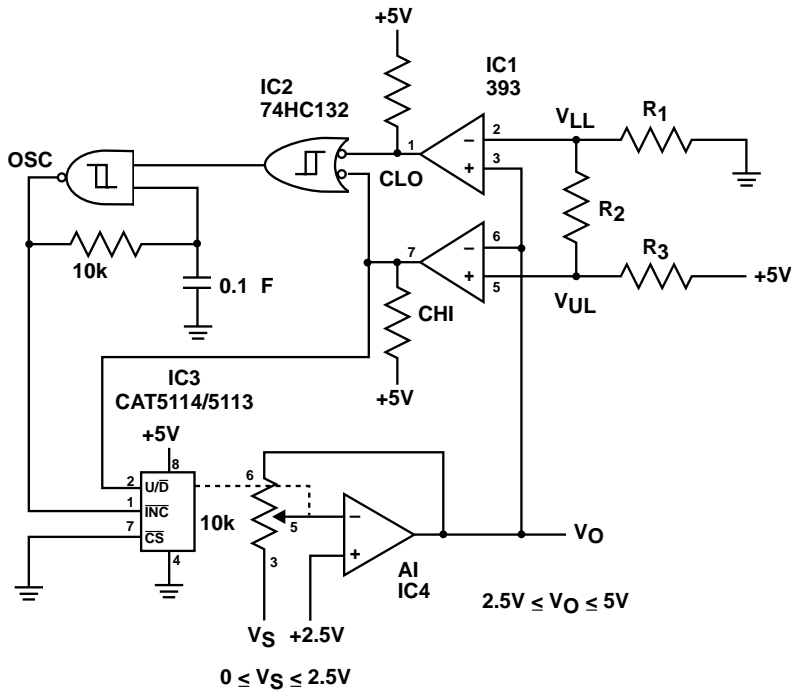 +5V
IC2
74HC132
IC1
393
OSC
1
CLO
2
3
VLL
R1
R2
10k
0.1 F
7
6
5
CHI
VUL
R3
+5V
+5V
IC3
CAT5114/5113
+5V
8
2
U/D̅
1
I̅N̅C̅
7
C̅S̅
4
10k
6
5
3
AI
IC4
VO
VS
+2.5V
2.5V ≤ VO ≤ 5V
0 ≤ VS ≤ 2.5V
−
+
−
+
−
+